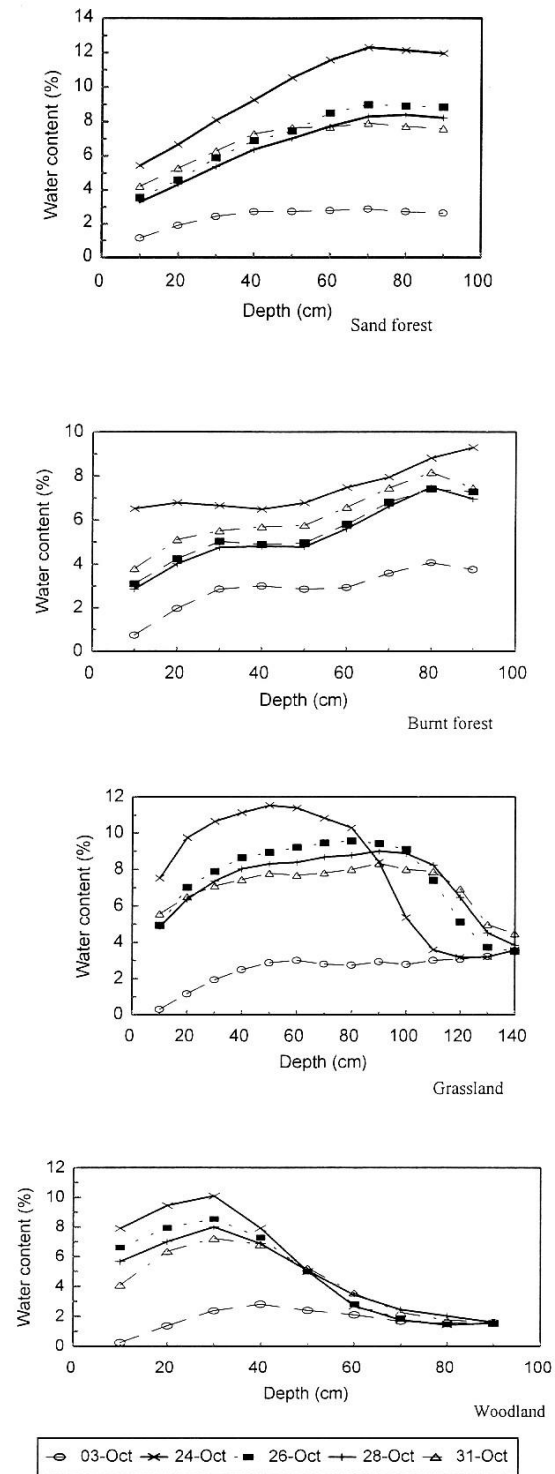 14
12
10
8
6
4
2
0
Water content (%)
0 20 40 60 80 100
Depth (cm)
Sand forest
10
8
6
4
2
0
Water content (%)
0 20 40 60 80 100
Depth (cm)
Burnt forest
12
10
8
6
4
2
0
Water content (%)
0 20 40 60 80 100 120 140
Depth (cm)
Grassland
12
10
8
6
4
2
0
Water content (%)
0 20 40 60 80 100
Depth (cm)
Woodland
03-Oct 24-Oct 26-Oct 28-Oct 31-Oct